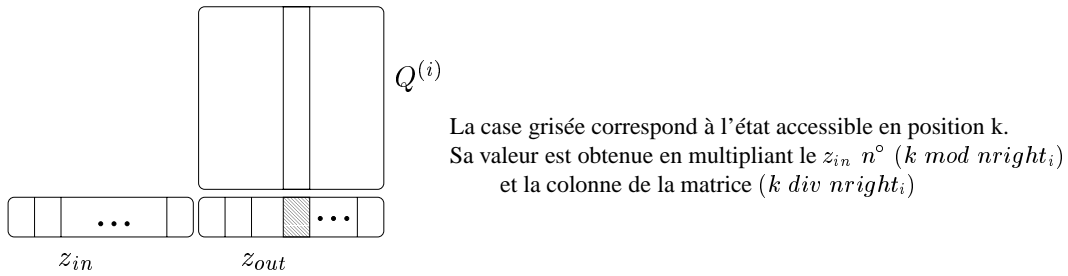 Q^{(i)}
La case grisée correspond à l'état accessible en position k.
Sa valeur est obtenue en multipliant le z_{in} n° (k mod nright_i)
et la colonne de la matrice (k div nright_i)
•••
•••
z_{in}
z_{out}